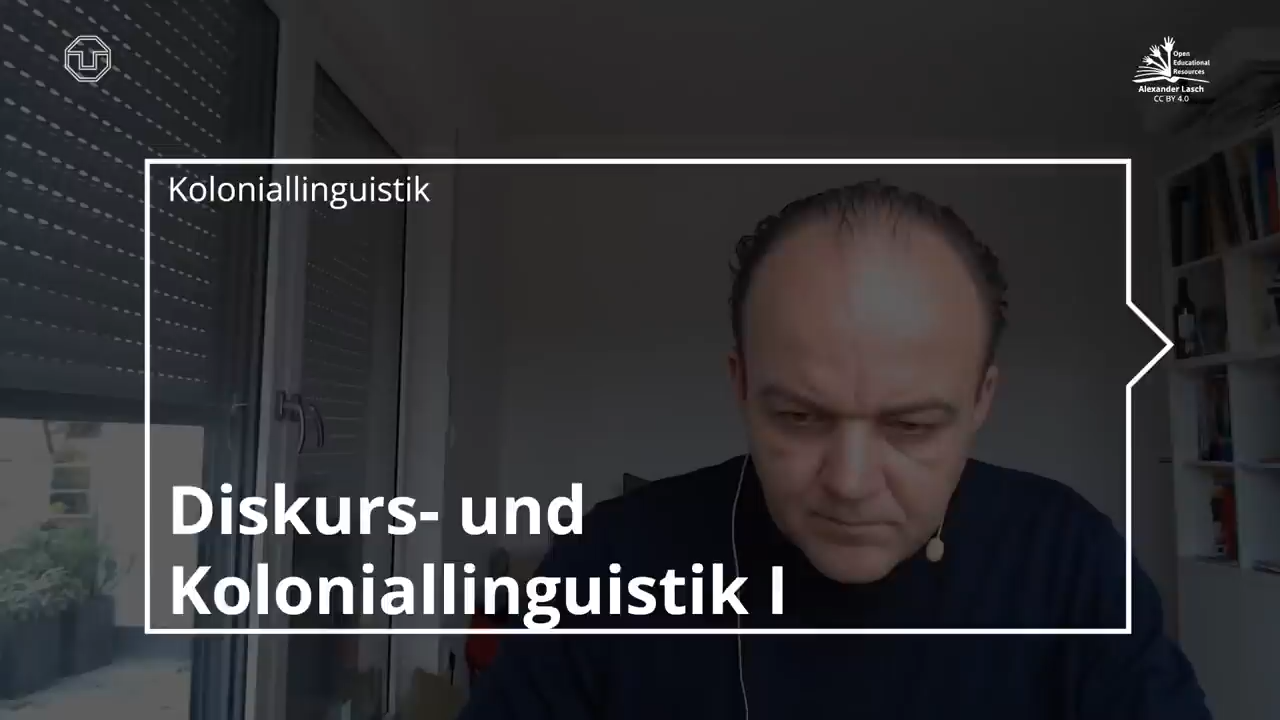 Open
Educational
Resources
Alexander Lasch
CC BY 4.0
Koloniallinguistik
Diskurs- und
Koloniallinguistik I